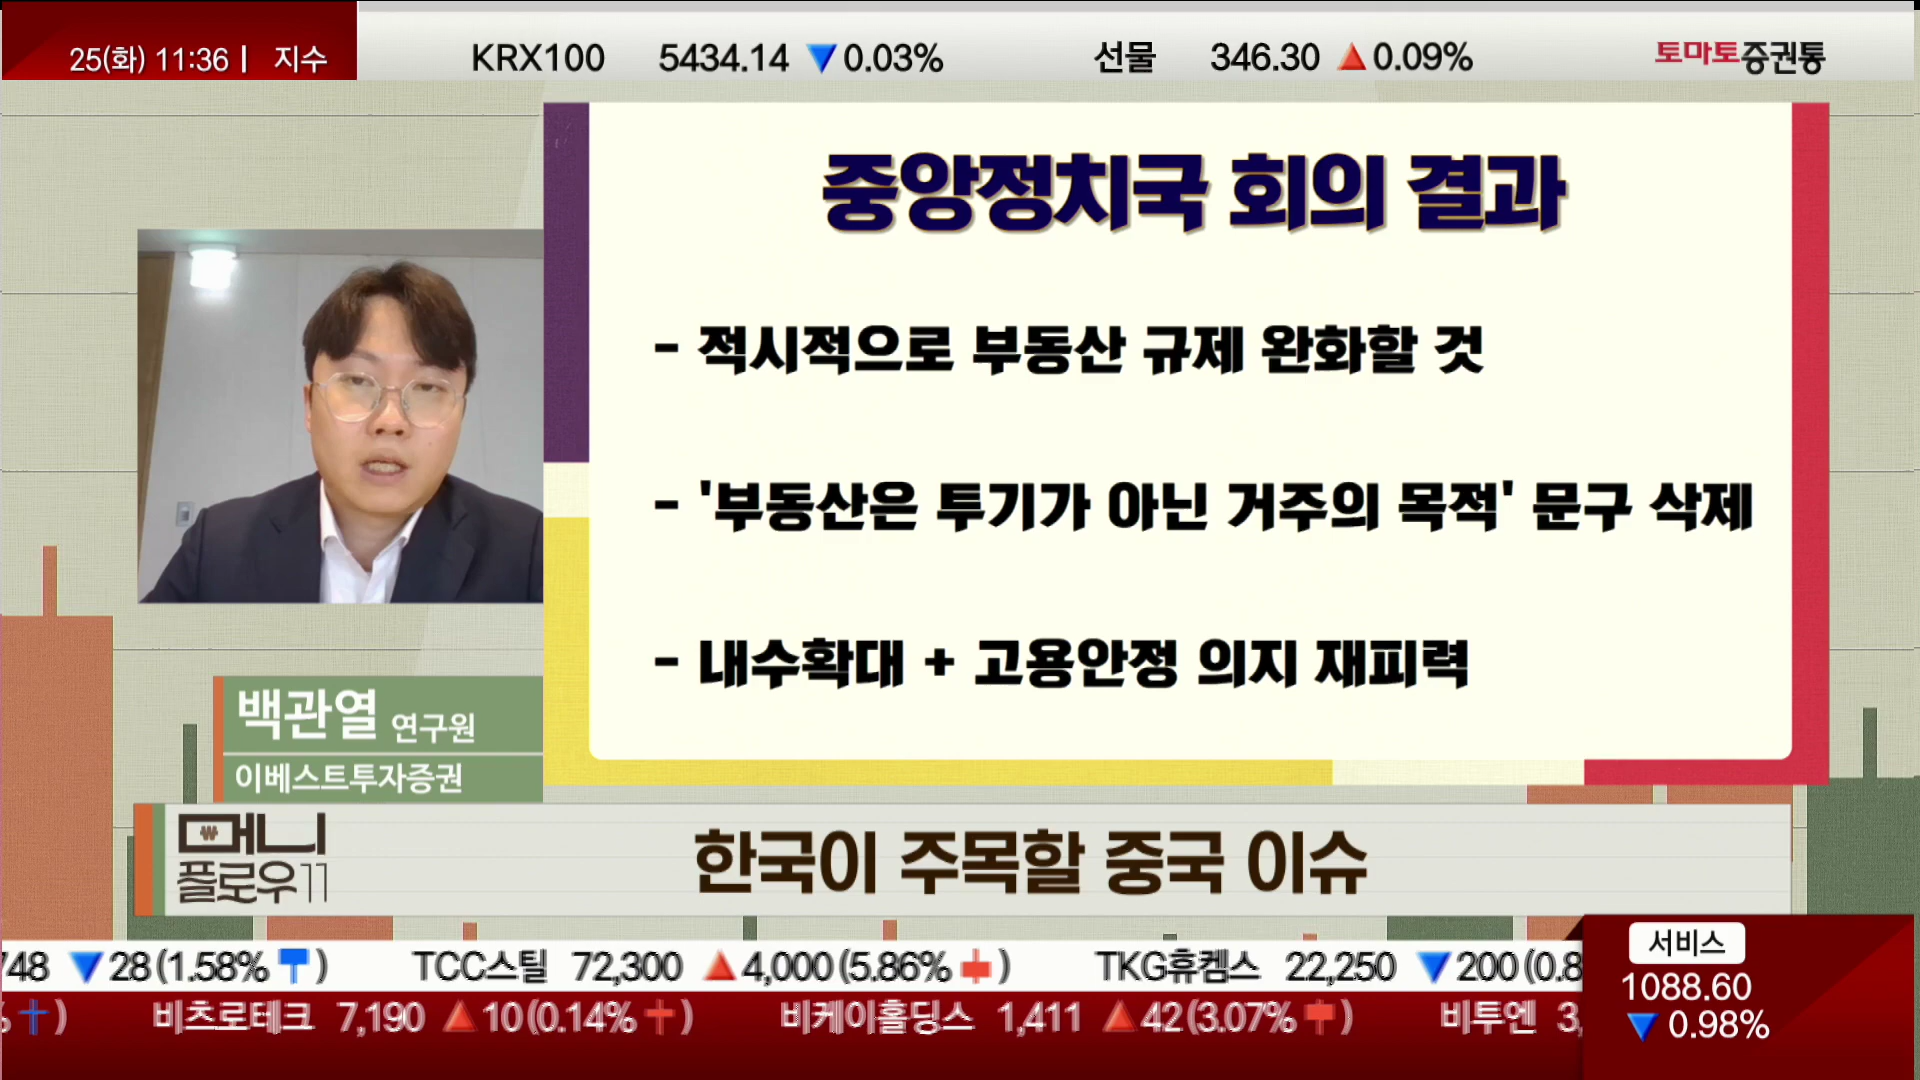 25(화) 11:36 | 지수 KRX100 5434.14 ▼0.03% 선물 346.30 ▲0.09% 토마토증권통
중앙정치국 회의 결과
- 적시적으로 부동산 규제 완화할 것
- '부동산은 투기가 아닌 거주의 목적' 문구 삭제
- 내수확대 + 고용안정 의지 재피력
백관열 연구원
이베스트투자증권
머니
플로우11
한국이 주목할 중국 이슈
748 ▼28(1.58%) TCC스틸 72,300 ▲4,000(5.86%) TKG휴켐스 22,250 ▼200(0.8
%) 비츠로테크 7,190 ▲10(0.14%) 비케이홀딩스 1,411 ▲42(3.07%) 비투엔 3,
서비스
1088.60
▼0.98%